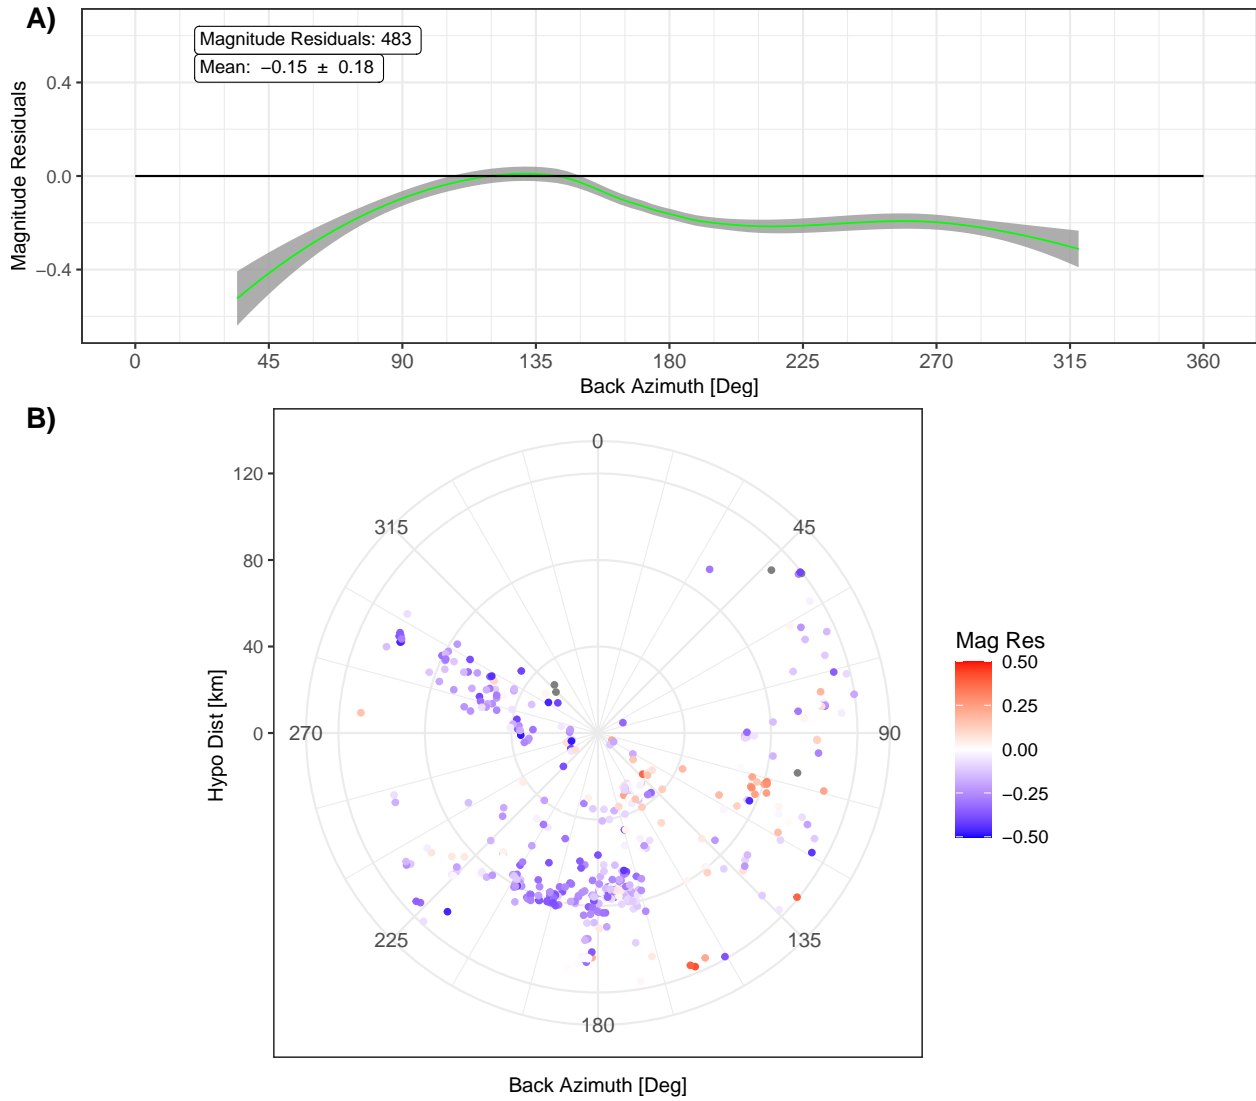 A)
Magnitude Residuals: 483
Mean: −0.15 ± 0.18
Magnitude Residuals
0.4
0.0
−0.4
0 45 90 135 180 225 270 315 360
Back Azimuth [Deg]
B)
Hypo Dist [km]
120
80
40
0
0
45
90
135
180
225
270
315
Back Azimuth [Deg]
Mag Res
0.50
0.25
0.00
−0.25
−0.50